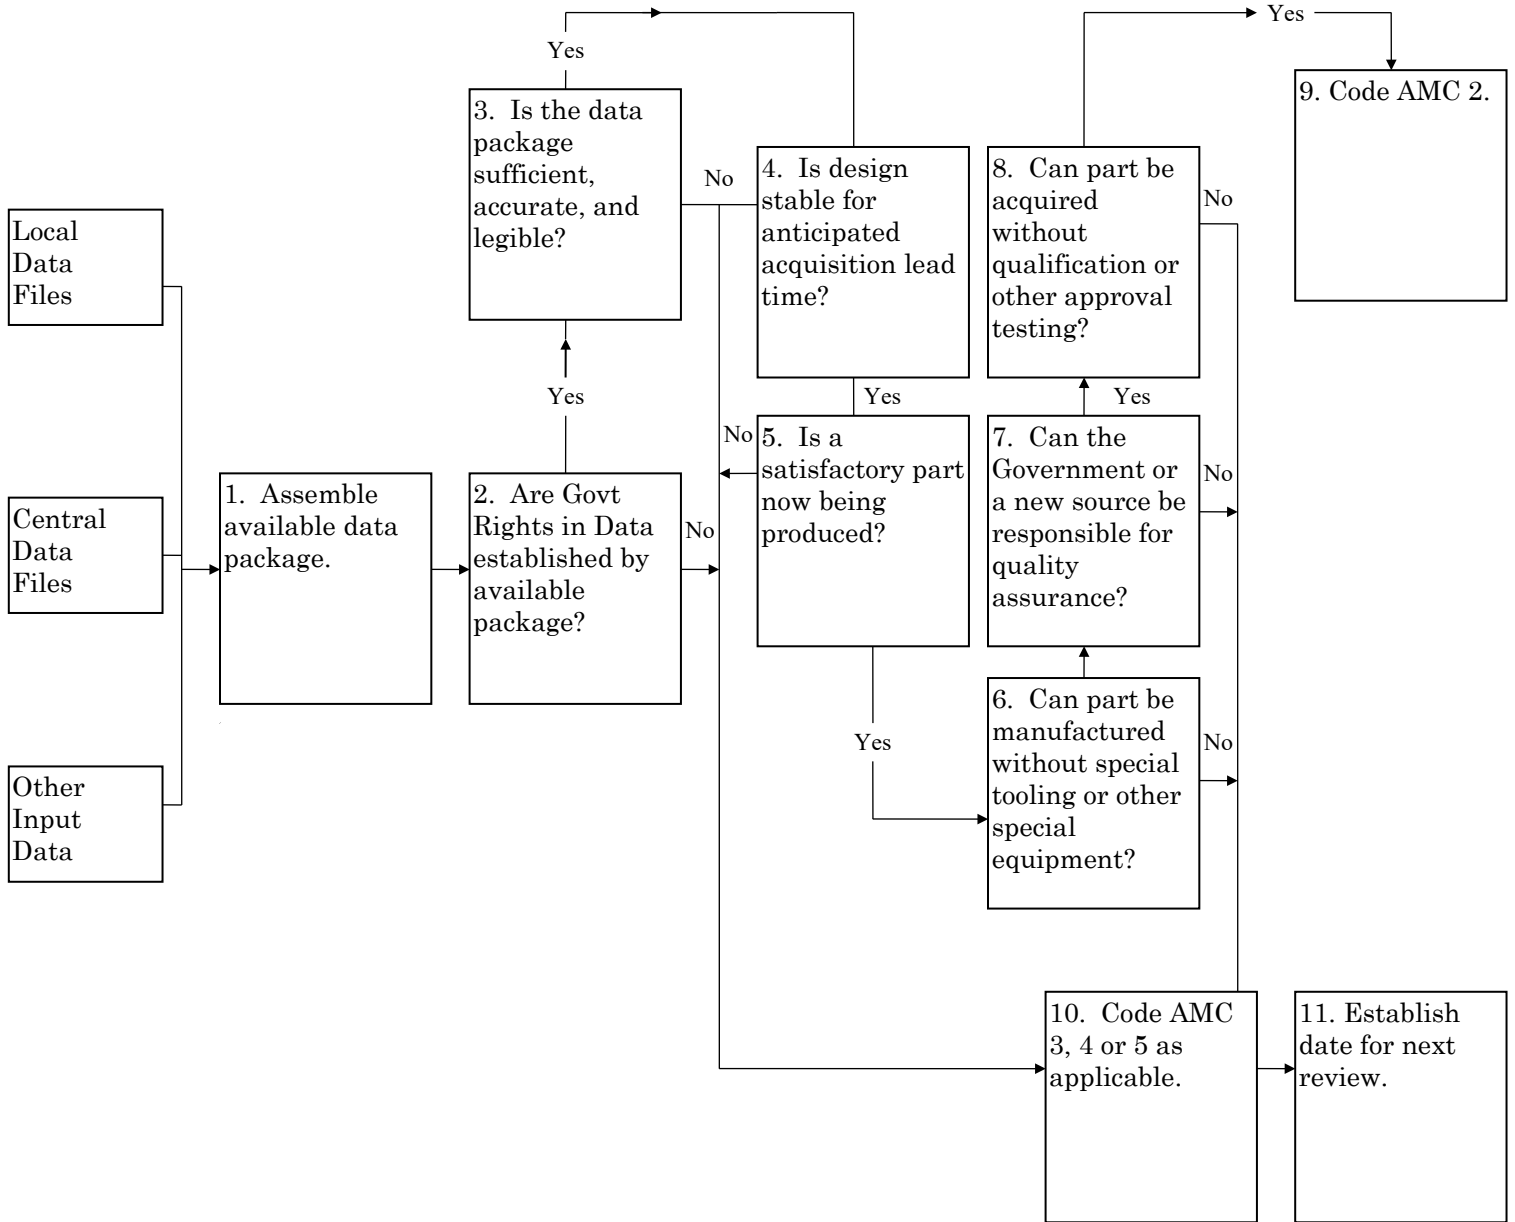 Local
Data
Files
Central
Data
Files
Other
Input
Data
1.  Assemble
available data
package.
2.  Are Govt
Rights in Data
established by
available
package?
No
Yes
3.  Is the data
package
sufficient,
accurate, and
legible?
Yes
No
4.  Is design
stable for
anticipated
acquisition lead
time?
Yes
No
5.  Is a
satisfactory part
now being
produced?
Yes
6.  Can part be
manufactured
without special
tooling or other
special
equipment?
No
7.  Can the
Government or
a new source be
responsible for
quality
assurance?
No
Yes
8.  Can part be
acquired
without
qualification or
other approval
testing?
No
Yes
9. Code AMC 2.
10.  Code AMC
3, 4 or 5 as
applicable.
11. Establish
date for next
review.